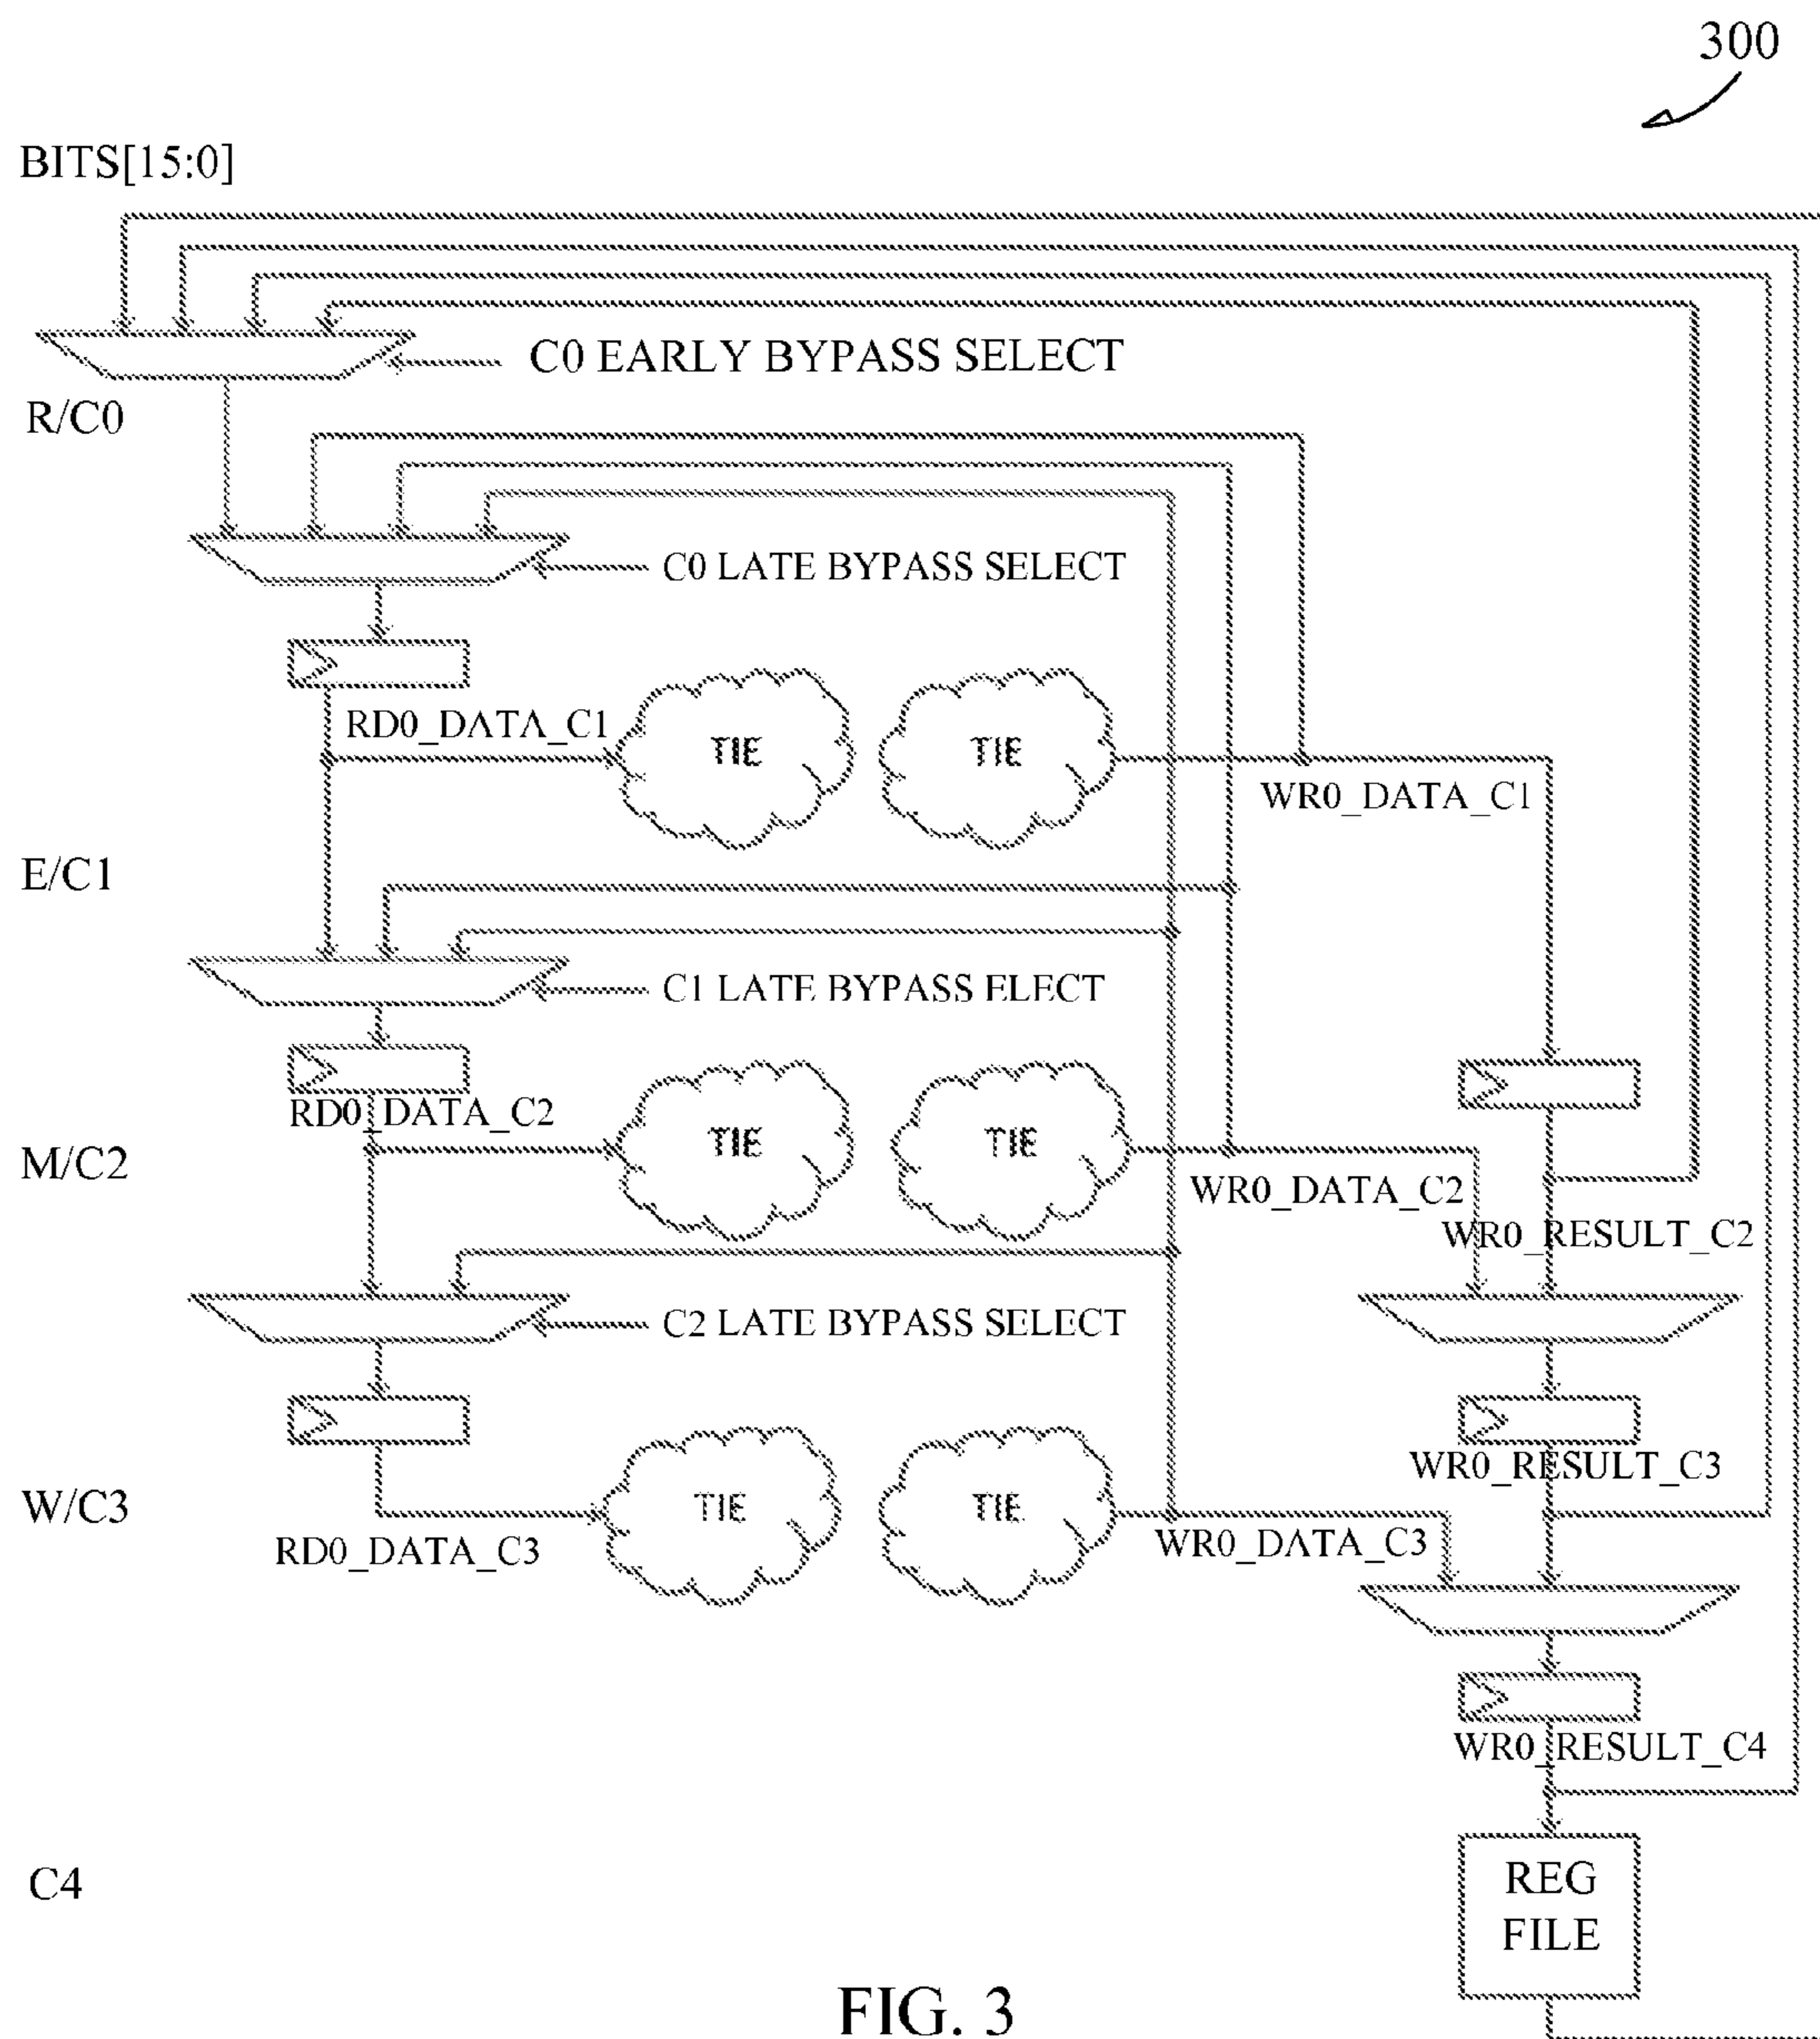 300
BITS[15:0]
C0 EARLY BYPASS SELECT
R/C0
C0 LATE BYPASS SELECT
RD0_DATA_C1
TIE
TIE
WR0_DATA_C1
E/C1
C1 LATE BYPASS ELECT
RD0_DATA_C2
TIE
TIE
M/C2
WR0_DATA_C2
WR0_RESULT_C2
C2 LATE BYPASS SELECT
WR0_RESULT_C3
W/C3
TIE
TIE
RD0_DATA_C3
WR0_DATA_C3
WR0_RESULT_C4
C4
REG
FILE
FIG. 3